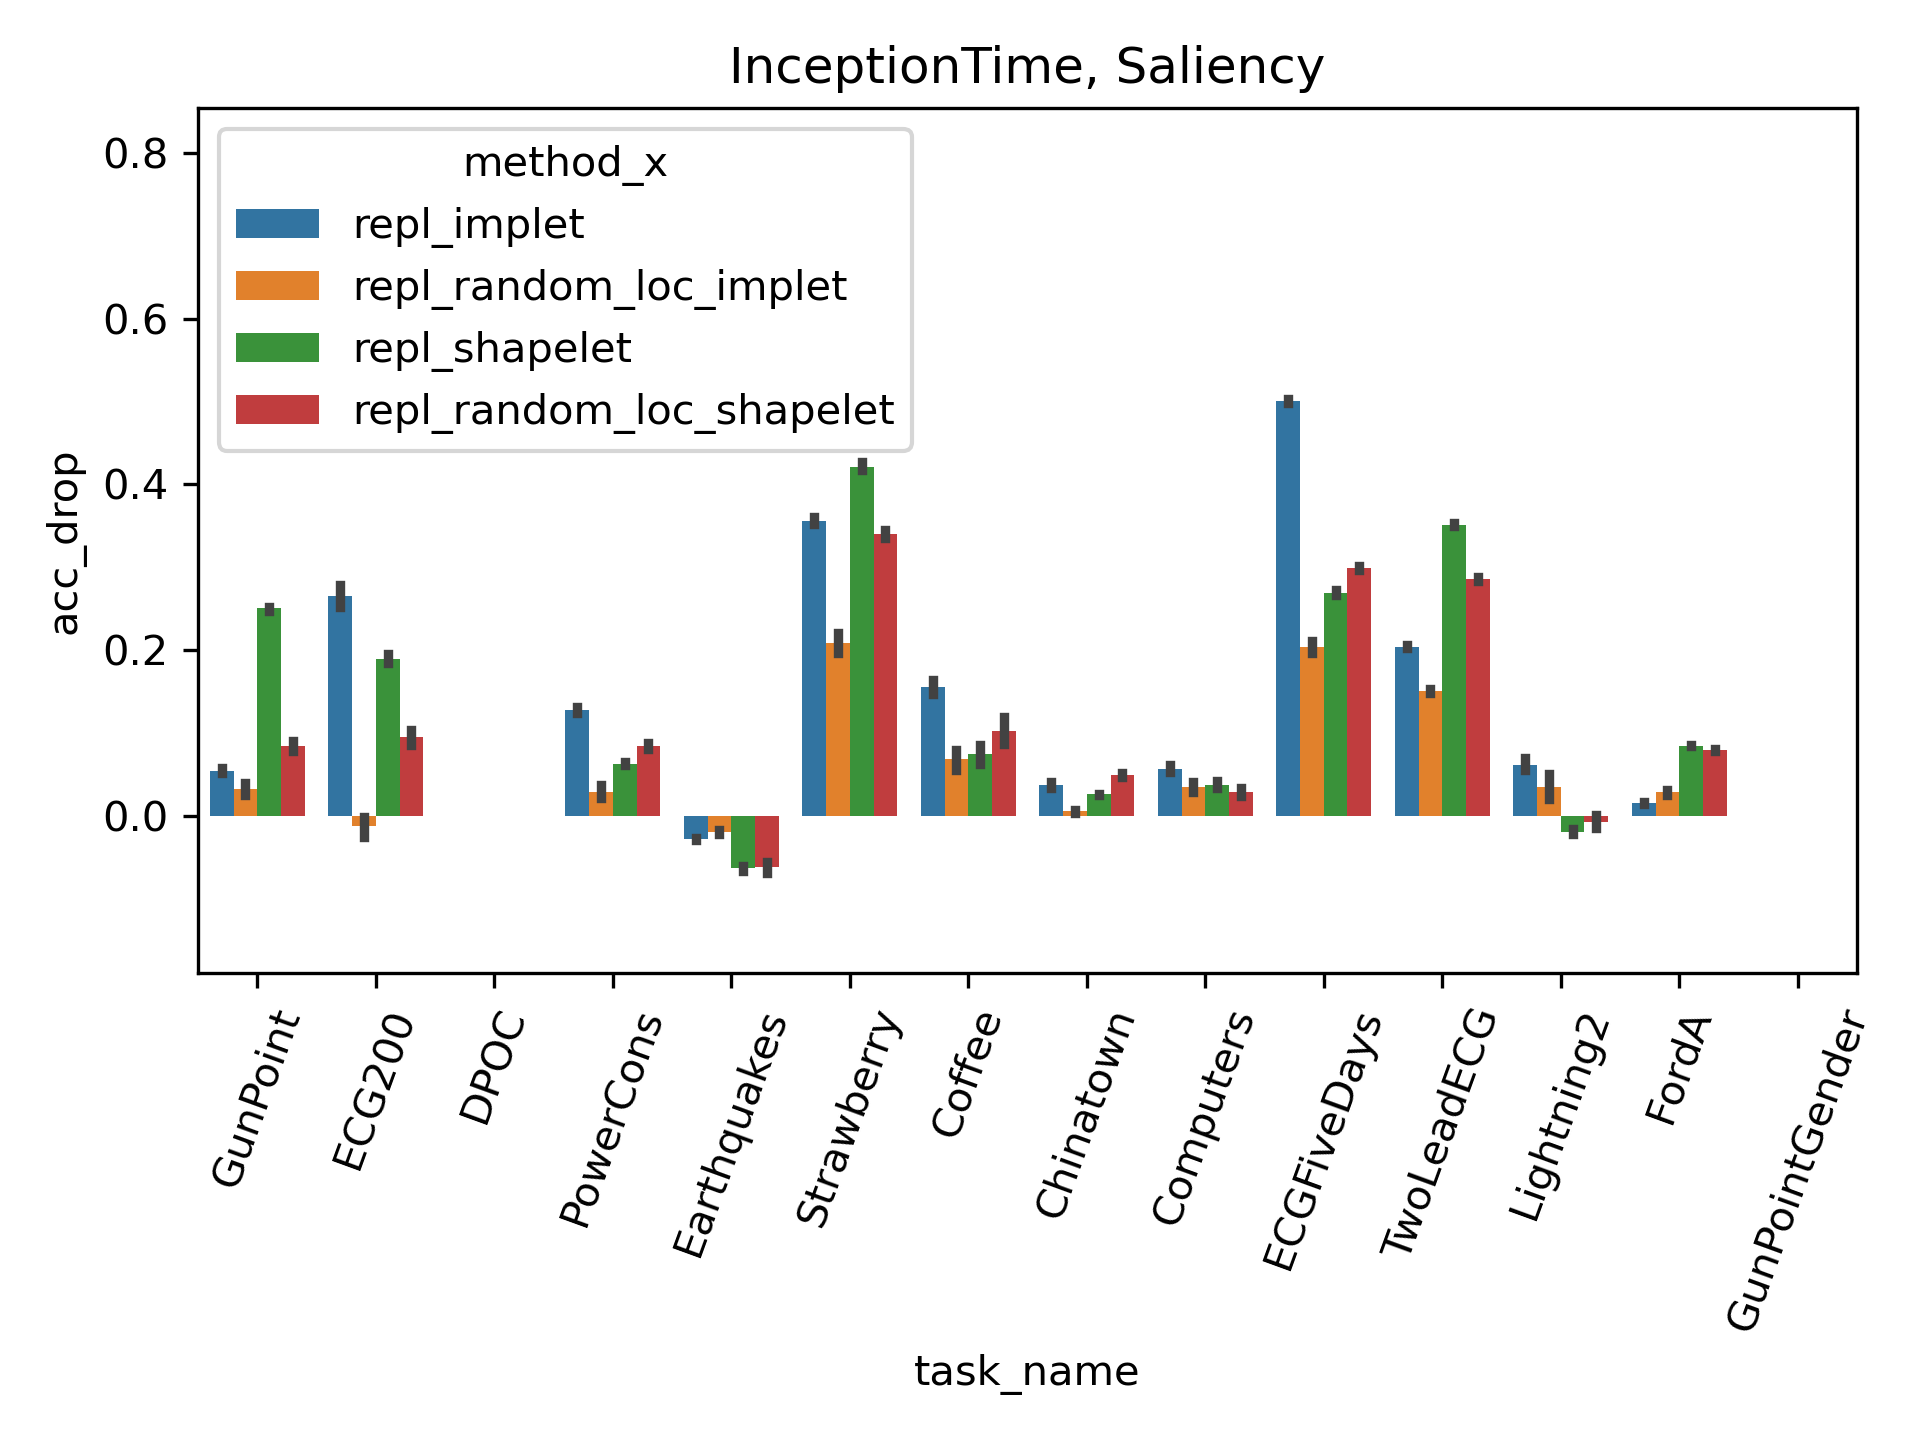 InceptionTime, Saliency
method_x
repl_implet
repl_random_loc_implet
repl_shapelet
repl_random_loc_shapelet
acc_drop
0.8
0.6
0.4
0.2
0.0
GunPoint
ECG200
DPOC
PowerCons
Earthquakes
Strawberry
Coffee
Chinatown
Computers
ECGFiveDays
TwoLeadECG
Lightning2
FordA
GunPointGender
task_name